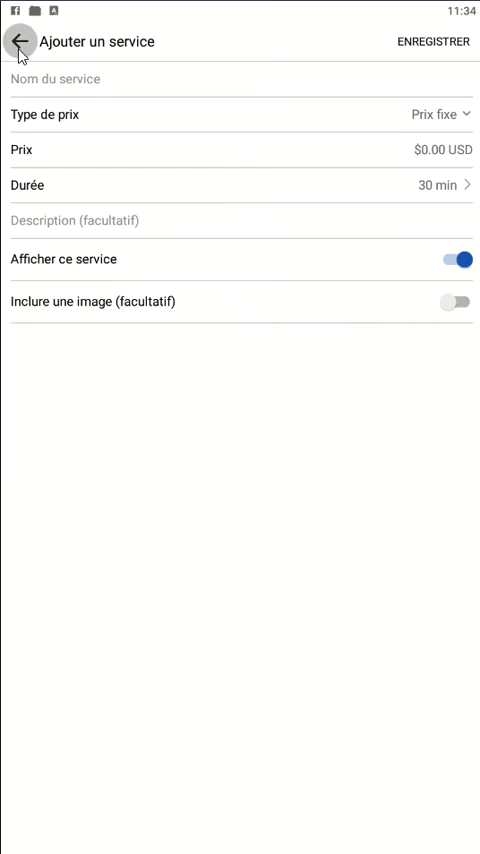 11:34
Ajouter un service
ENREGISTRER
Nom du service
Type de prix Prix fixe
Prix $0.00 USD
Durée 30 min
Description (facultatif)
Afficher ce service
Inclure une image (facultatif)